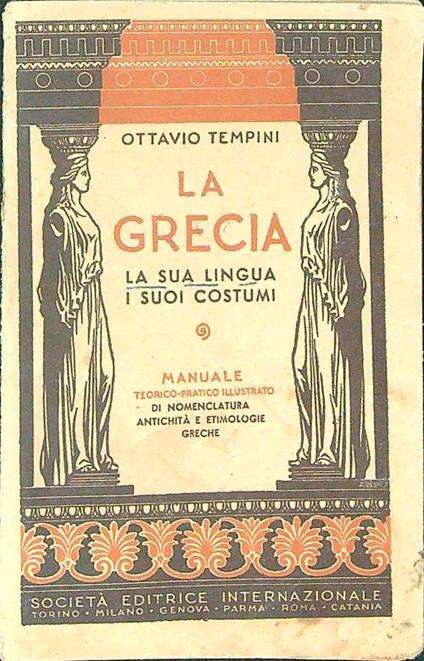 OTTAVIO TEMPINI
LA
GRECIA
LA SUA LINGUA
I SUOI COSTUMI
MANUALE
TEORICO-PRATICO ILLUSTRATO
DI NOMENCLATURA
ANTICHITÀ E ETIMOLOGIE
GRECHE
SOCIETÀ EDITRICE INTERNAZIONALE
TORINO • MILANO • GENOVA • PARMA • ROMA • CATANIA